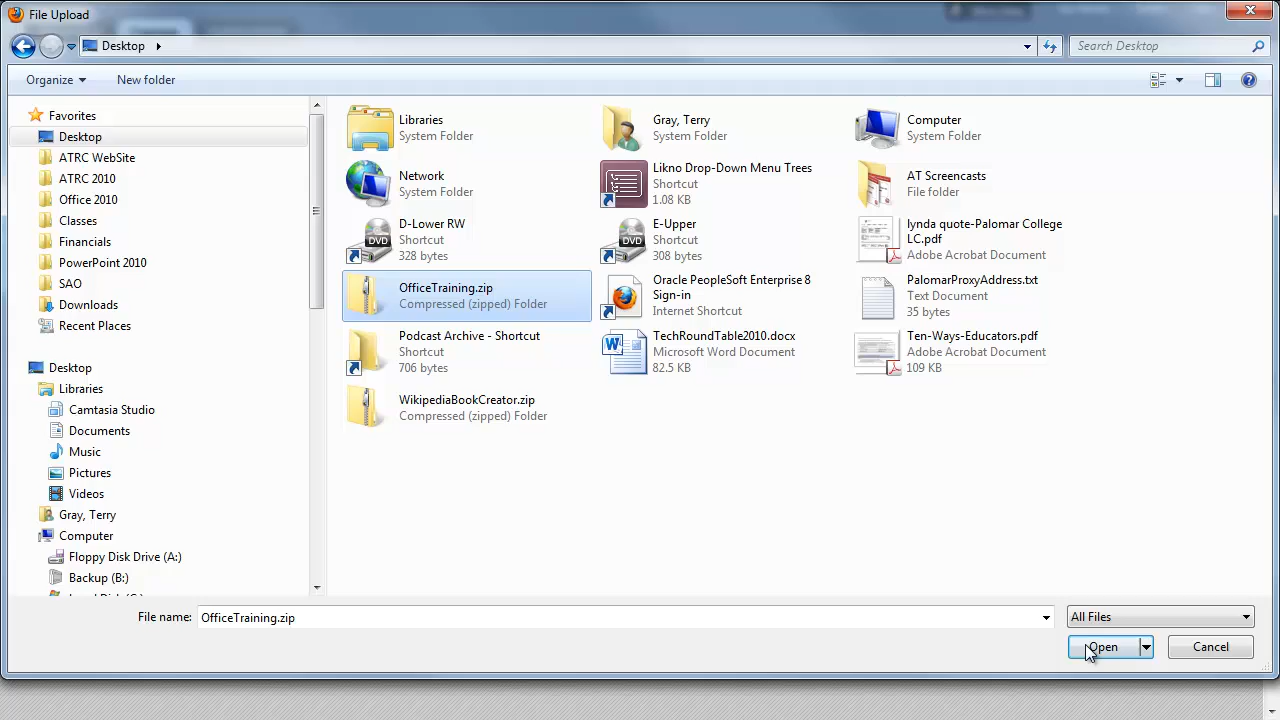 File Upload
Desktop
Search Desktop
Organize
New folder
Favorites
Desktop
ATRC WebSite
ATRC 2010
Office 2010
Classes
Financials
PowerPoint 2010
SAO
Downloads
Recent Places
Desktop
Libraries
Camtasia Studio
Documents
Music
Pictures
Videos
Gray, Terry
Computer
Floppy Disk Drive (A:)
Backup (B:)
Libraries
System Folder
Gray, Terry
System Folder
Computer
System Folder
Network
System Folder
Likno Drop-Down Menu Trees
Shortcut
1.08 KB
AT Screencasts
File folder
D-Lower RW
Shortcut
328 bytes
E-Upper
Shortcut
308 bytes
lynda quote-Palomar College
LC.pdf
Adobe Acrobat Document
OfficeTraining.zip
Compressed (zipped) Folder
Oracle PeopleSoft Enterprise 8
Sign-in
Internet Shortcut
PalomarProxyAddress.txt
Text Document
35 bytes
Podcast Archive - Shortcut
Shortcut
706 bytes
TechRoundTable2010.docx
Microsoft Word Document
82.5 KB
Ten-Ways-Educators.pdf
Adobe Acrobat Document
109 KB
WikipediaBookCreator.zip
Compressed (zipped) Folder
File name: OfficeTraining.zip
All Files
Open
Cancel